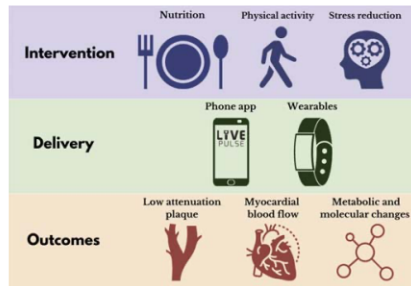 Nutrition
Physical activity
Stress reduction
Intervention
Phone app
Wearables
LIVE
PULSE
Delivery
Low attenuation
plaque
Myocardial
blood flow
Metabolic and
molecular changes
Outcomes